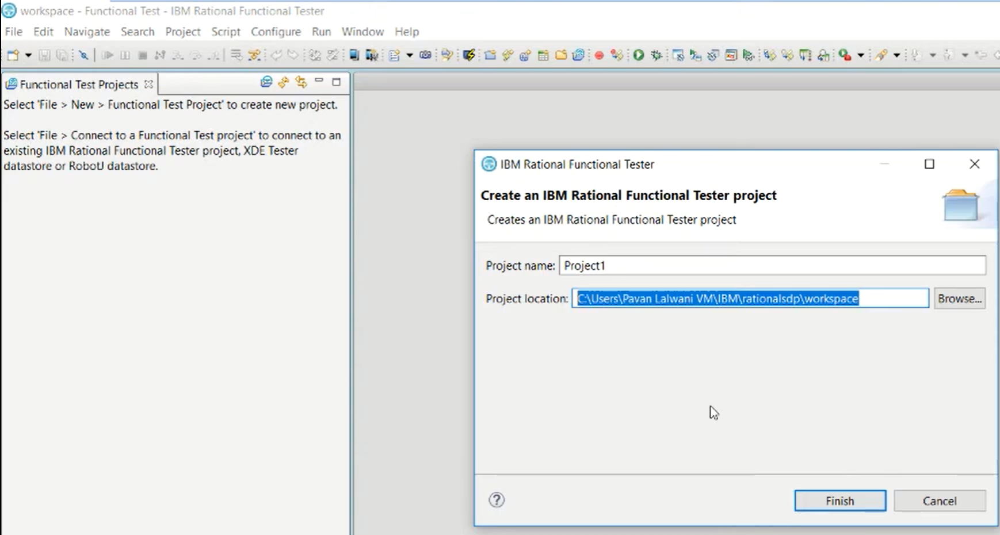 workspace - Functional Test - IBM Rational Functional Tester
File Edit Navigate Search Project Script Configure Run Window Help
Functional Test Projects
Select 'File > New > Functional Test Project' to create new project.
Select 'File > Connect to a Functional Test project' to connect to an
existing IBM Rational Functional Tester project, XDE Tester
datastore or RobotJ datastore.
IBM Rational Functional Tester
Create an IBM Rational Functional Tester project
Creates an IBM Rational Functional Tester project
Project name: Project1
Project location: C:\Users\Pavan Lalwani VM\IBM\rationalsdp\workspace Browse...
Finish Cancel